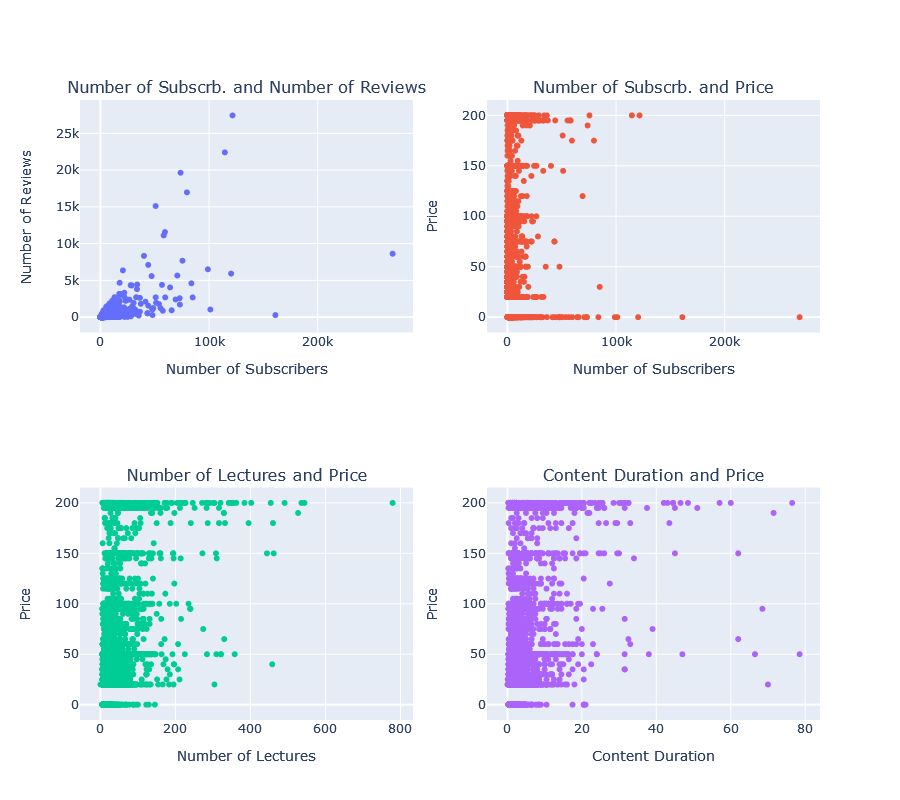 Number of Subscrb. and Number of Reviews
Number of Reviews
25k
20k
15k
10k
5k
0
0
100k
200k
Number of Subscribers
Number of Subscrb. and Price
Price
200
150
100
50
0
0
100k
200k
Number of Subscribers
Number of Lectures and Price
Price
200
150
100
50
0
0
200
400
600
800
Number of Lectures
Content Duration and Price
Price
200
150
100
50
0
0
20
40
60
80
Content Duration